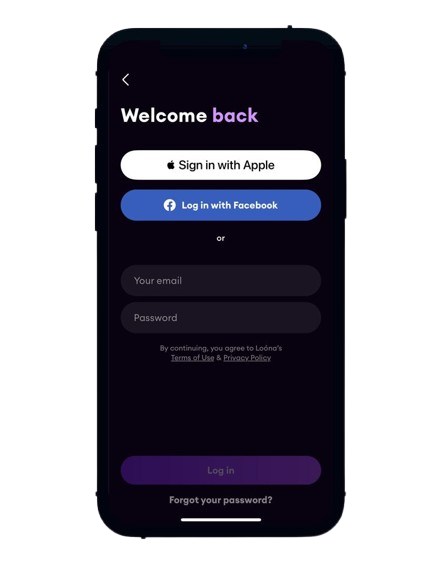 Welcome back
Sign in with Apple
Log in with Facebook
or
Your email
Password
By continuing, you agree to Loóna's
Terms of Use & Privacy Policy
Log in
Forgot your password?